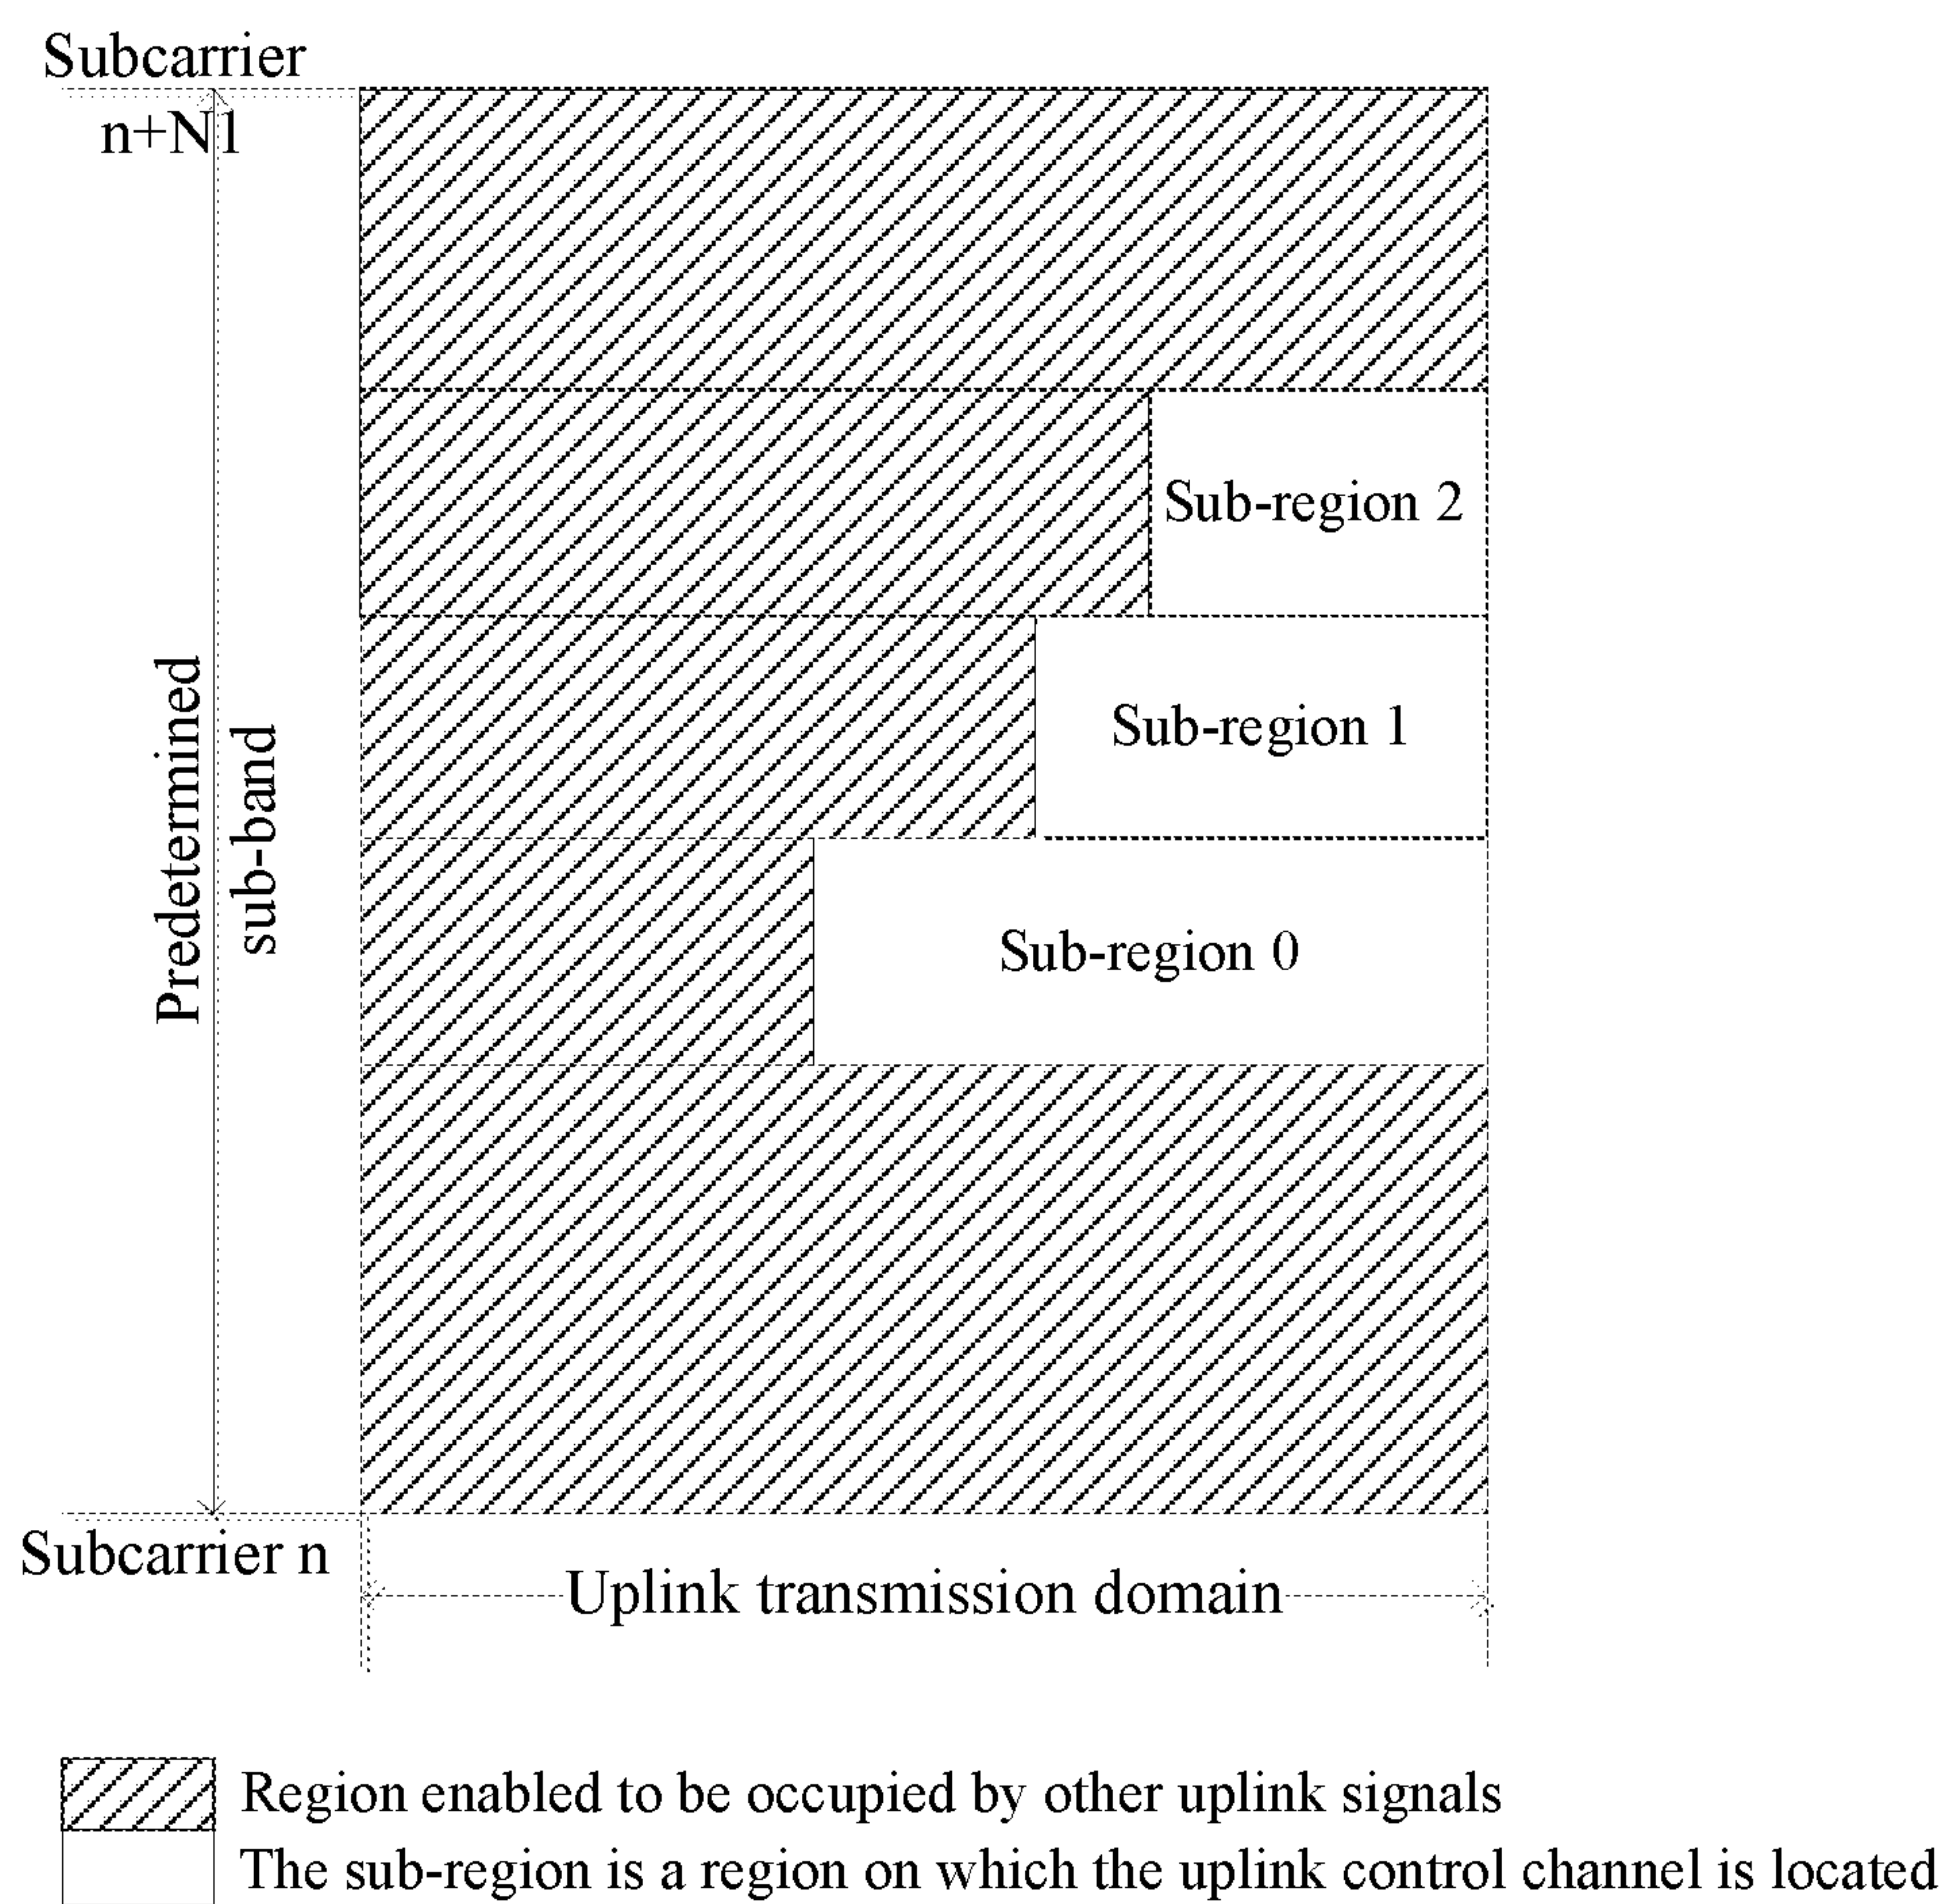 Subcarrier
n+N1
Sub-region 2
Sub-region 1
Predetermined
sub-band
Sub-region 0
Subcarrier n
Uplink transmission domain
Region enabled to be occupied by other uplink signals
The sub-region is a region on which the uplink control channel is located